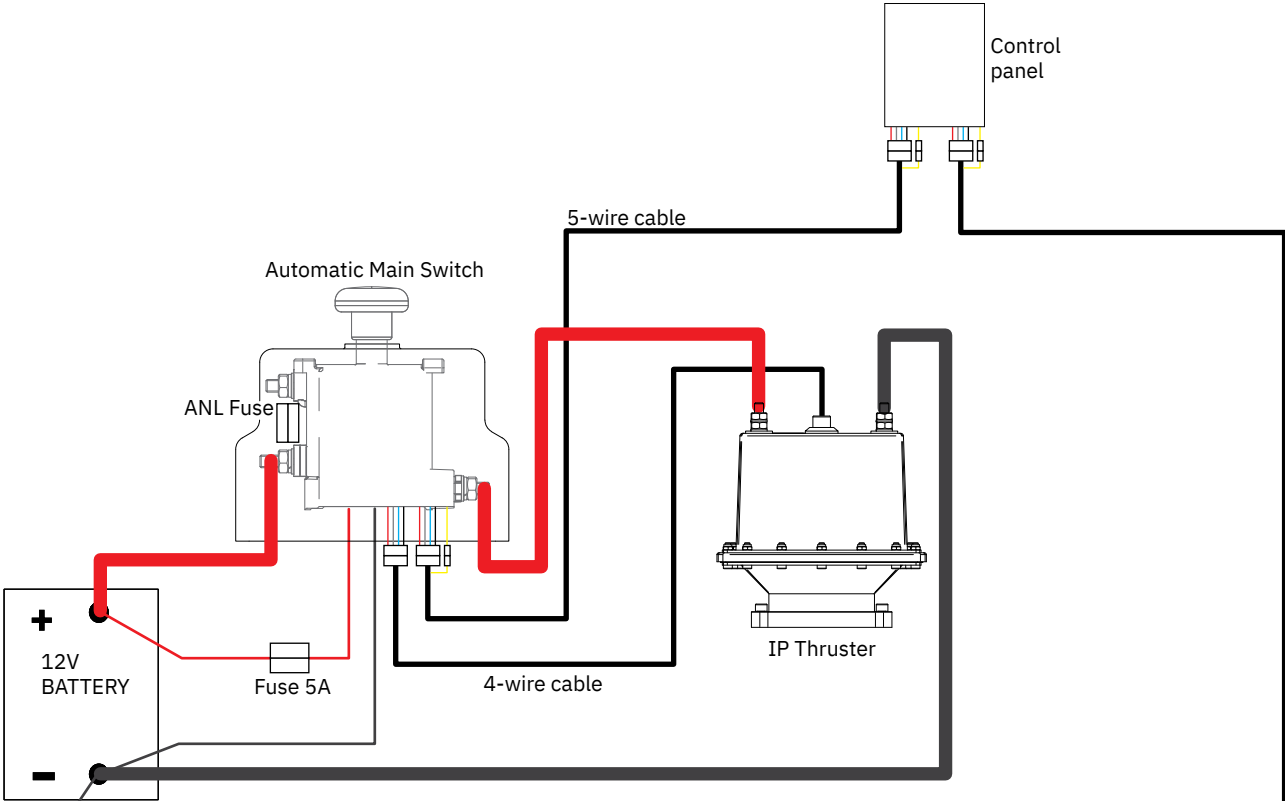 Control
panel
5-wire cable
Automatic Main Switch
ANL Fuse
+
12V
BATTERY
Fuse 5A
4-wire cable
IP Thruster
-